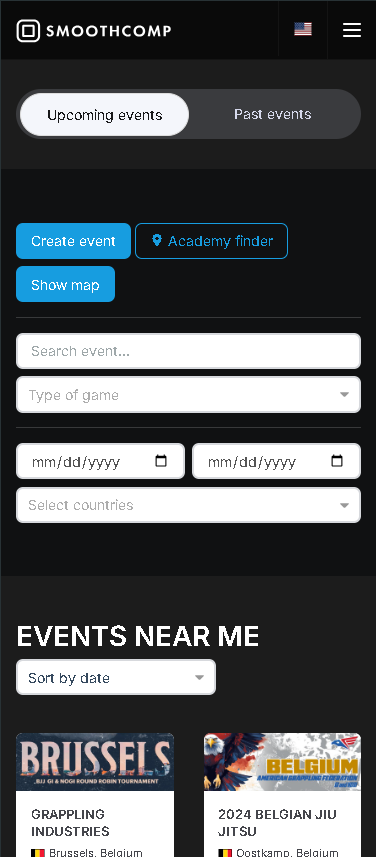 SMOOTHCOMP
Upcoming events
Past events
Create event
Academy finder
Show map
Search event...
Type of game
mm/dd/yyyy
mm/dd/yyyy
Select countries
EVENTS NEAR ME
Sort by date
BRUSSELS
BJJ GI & NOGI ROUND ROBIN TOURNAMENT
BELGIUM
AMERICAN GRAPPLING FEDERATION
GRAPPLING
INDUSTRIES
Brussels, Belgium
2024 BELGIAN JIU
JITSU
Oostkamp, Belgium